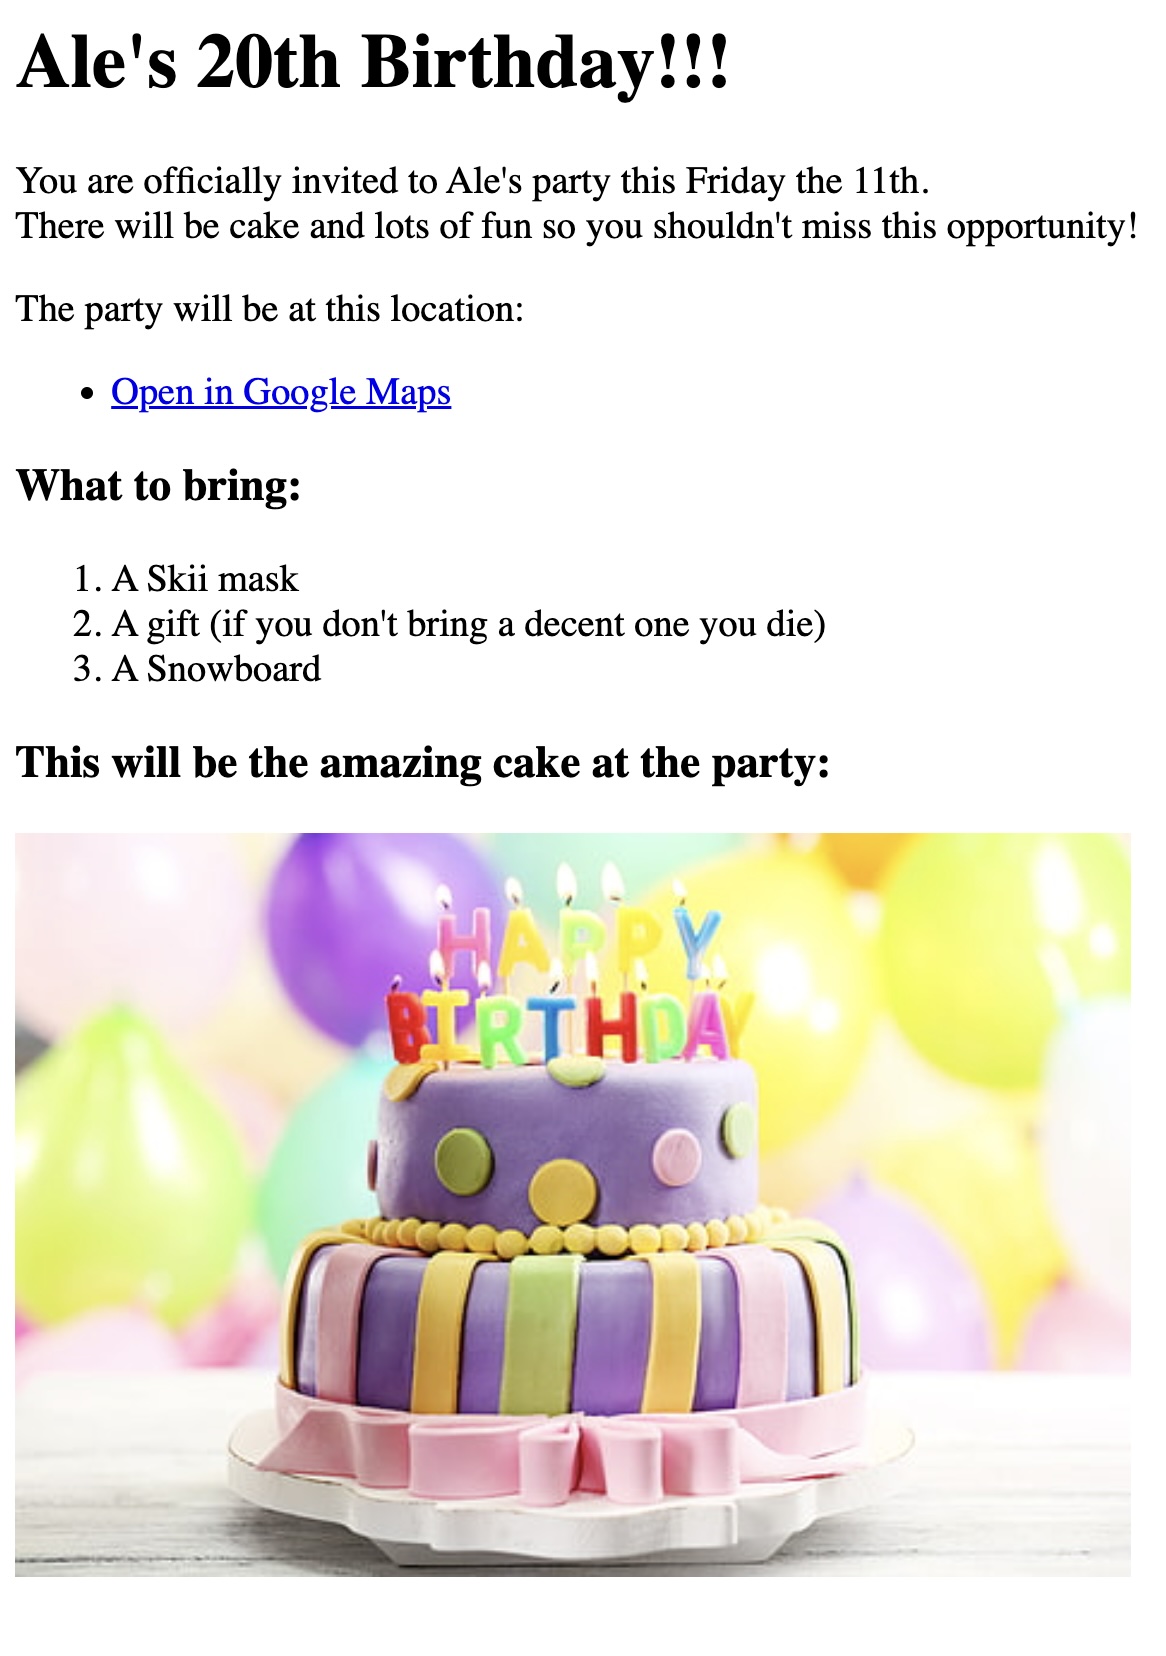 Ale's 20th Birthday!!!
You are officially invited to Ale's party this Friday the 11th.
There will be cake and lots of fun so you shouldn't miss this opportunity!
The party will be at this location:
• Open in Google Maps
What to bring:
1. A Skii mask
2. A gift (if you don't bring a decent one you die)
3. A Snowboard
This will be the amazing cake at the party:
HAPPY
BIRTHDAY